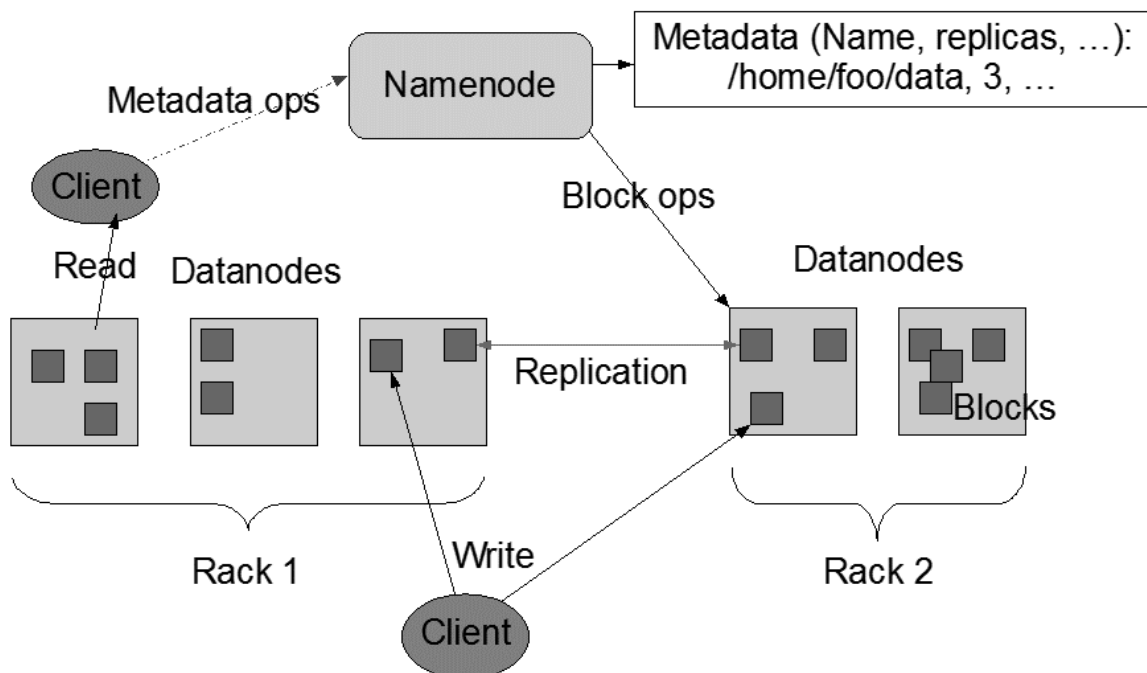 Metadata (Name, replicas, …):
/home/foo/data, 3, …
Namenode
Metadata ops
Client
Block ops
Read
Datanodes
Datanodes
Replication
Blocks
Rack 1
Write
Rack 2
Client